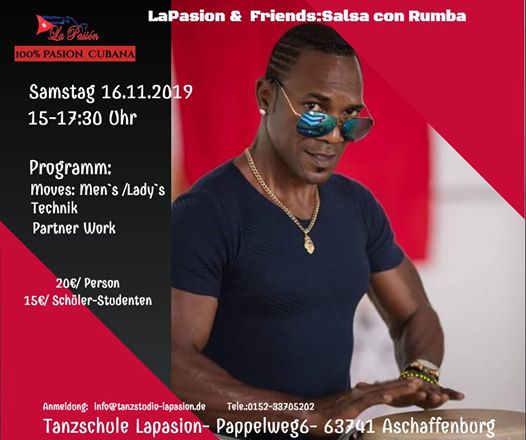 LaPasion & Friends:Salsa con Rumba
La Pasión
100% PASION CUBANA
Samstag 16.11.2019
15-17:30 Uhr
Programm:
Moves: Men`s /Lady`s
Technik
Partner Work
20€/ Person
15€/ Schüler-Studenten
Anmeldung: info@tanzstodio-lapasion.de Tele.:0152-33705202
Tanzschule Lapasion- Pappelweg6- 63741 Aschaffenburg